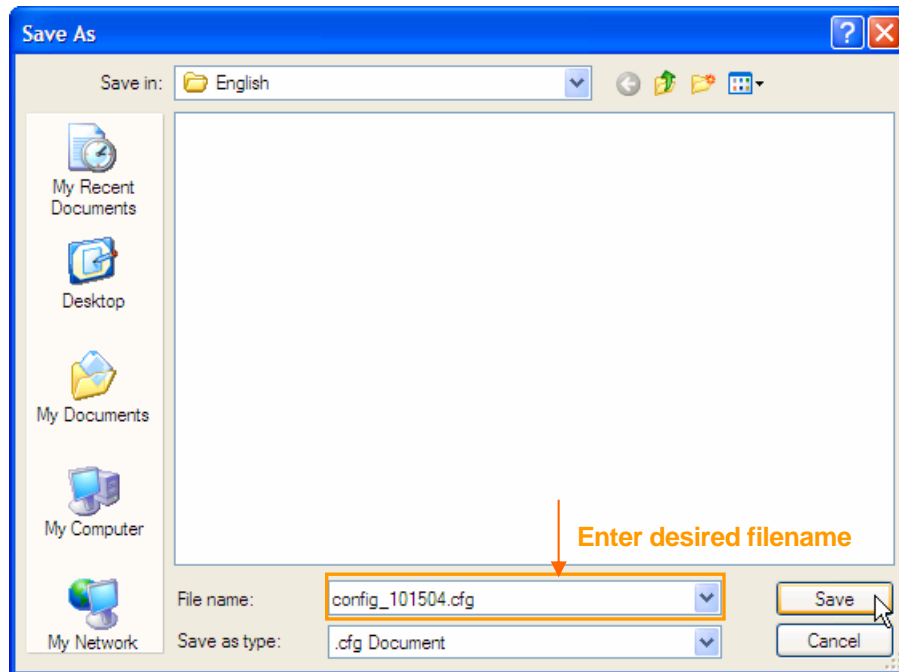 Save As
Save in: English
My Recent
Documents
Desktop
My Documents
My Computer
My Network
Enter desired filename
File name: config_101504.cfg Save
Save as type: .cfg Document Cancel